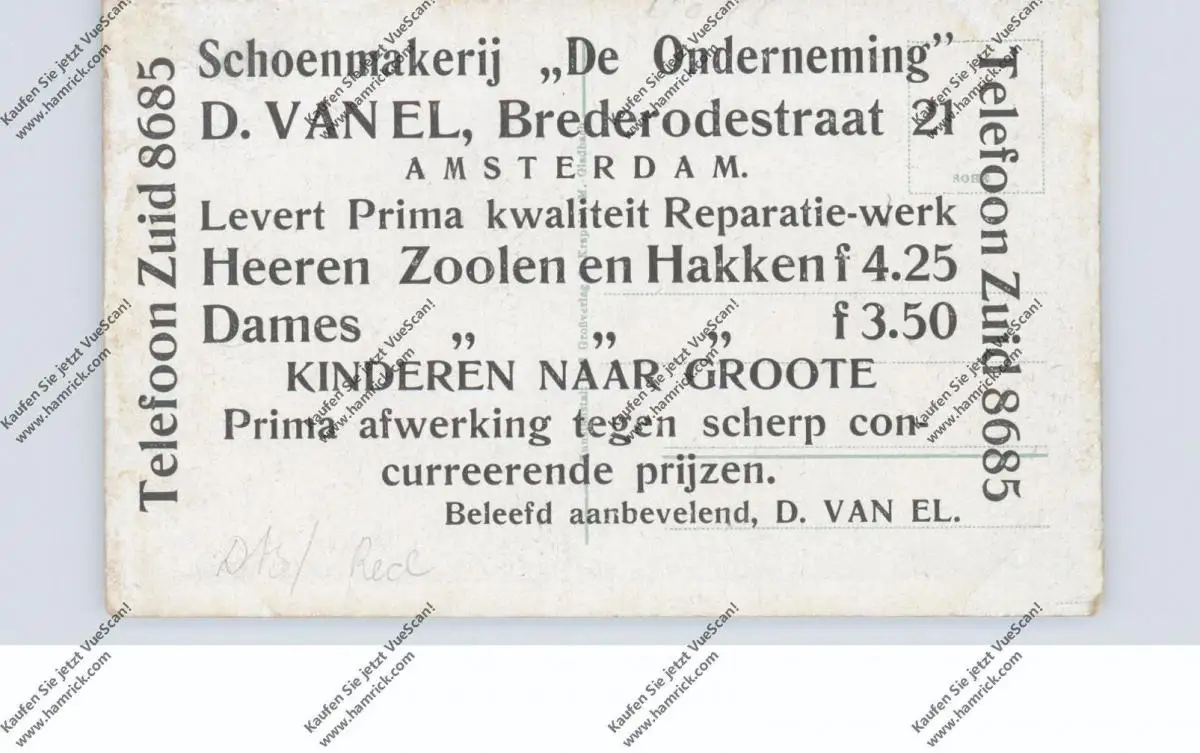 Schoenmakerij „De Onderneming”
D. VAN EL, Brederodestraat 21
AMSTERDAM.
Levert Prima kwaliteit Reparatie-werk
Heeren Zoolen en Hakken f 4.25
Dames „ „ „ f 3.50
KINDEREN NAAR GROOTE
Prima afwerking tegen scherp con-
curreerende prijzen.
Beleefd aanbevelend, D. VAN EL.
Telefoon Zuid 8685
Telefoon Zuid 8685
Kaufen Sie jetzt VueScan!
www.hamrick.com